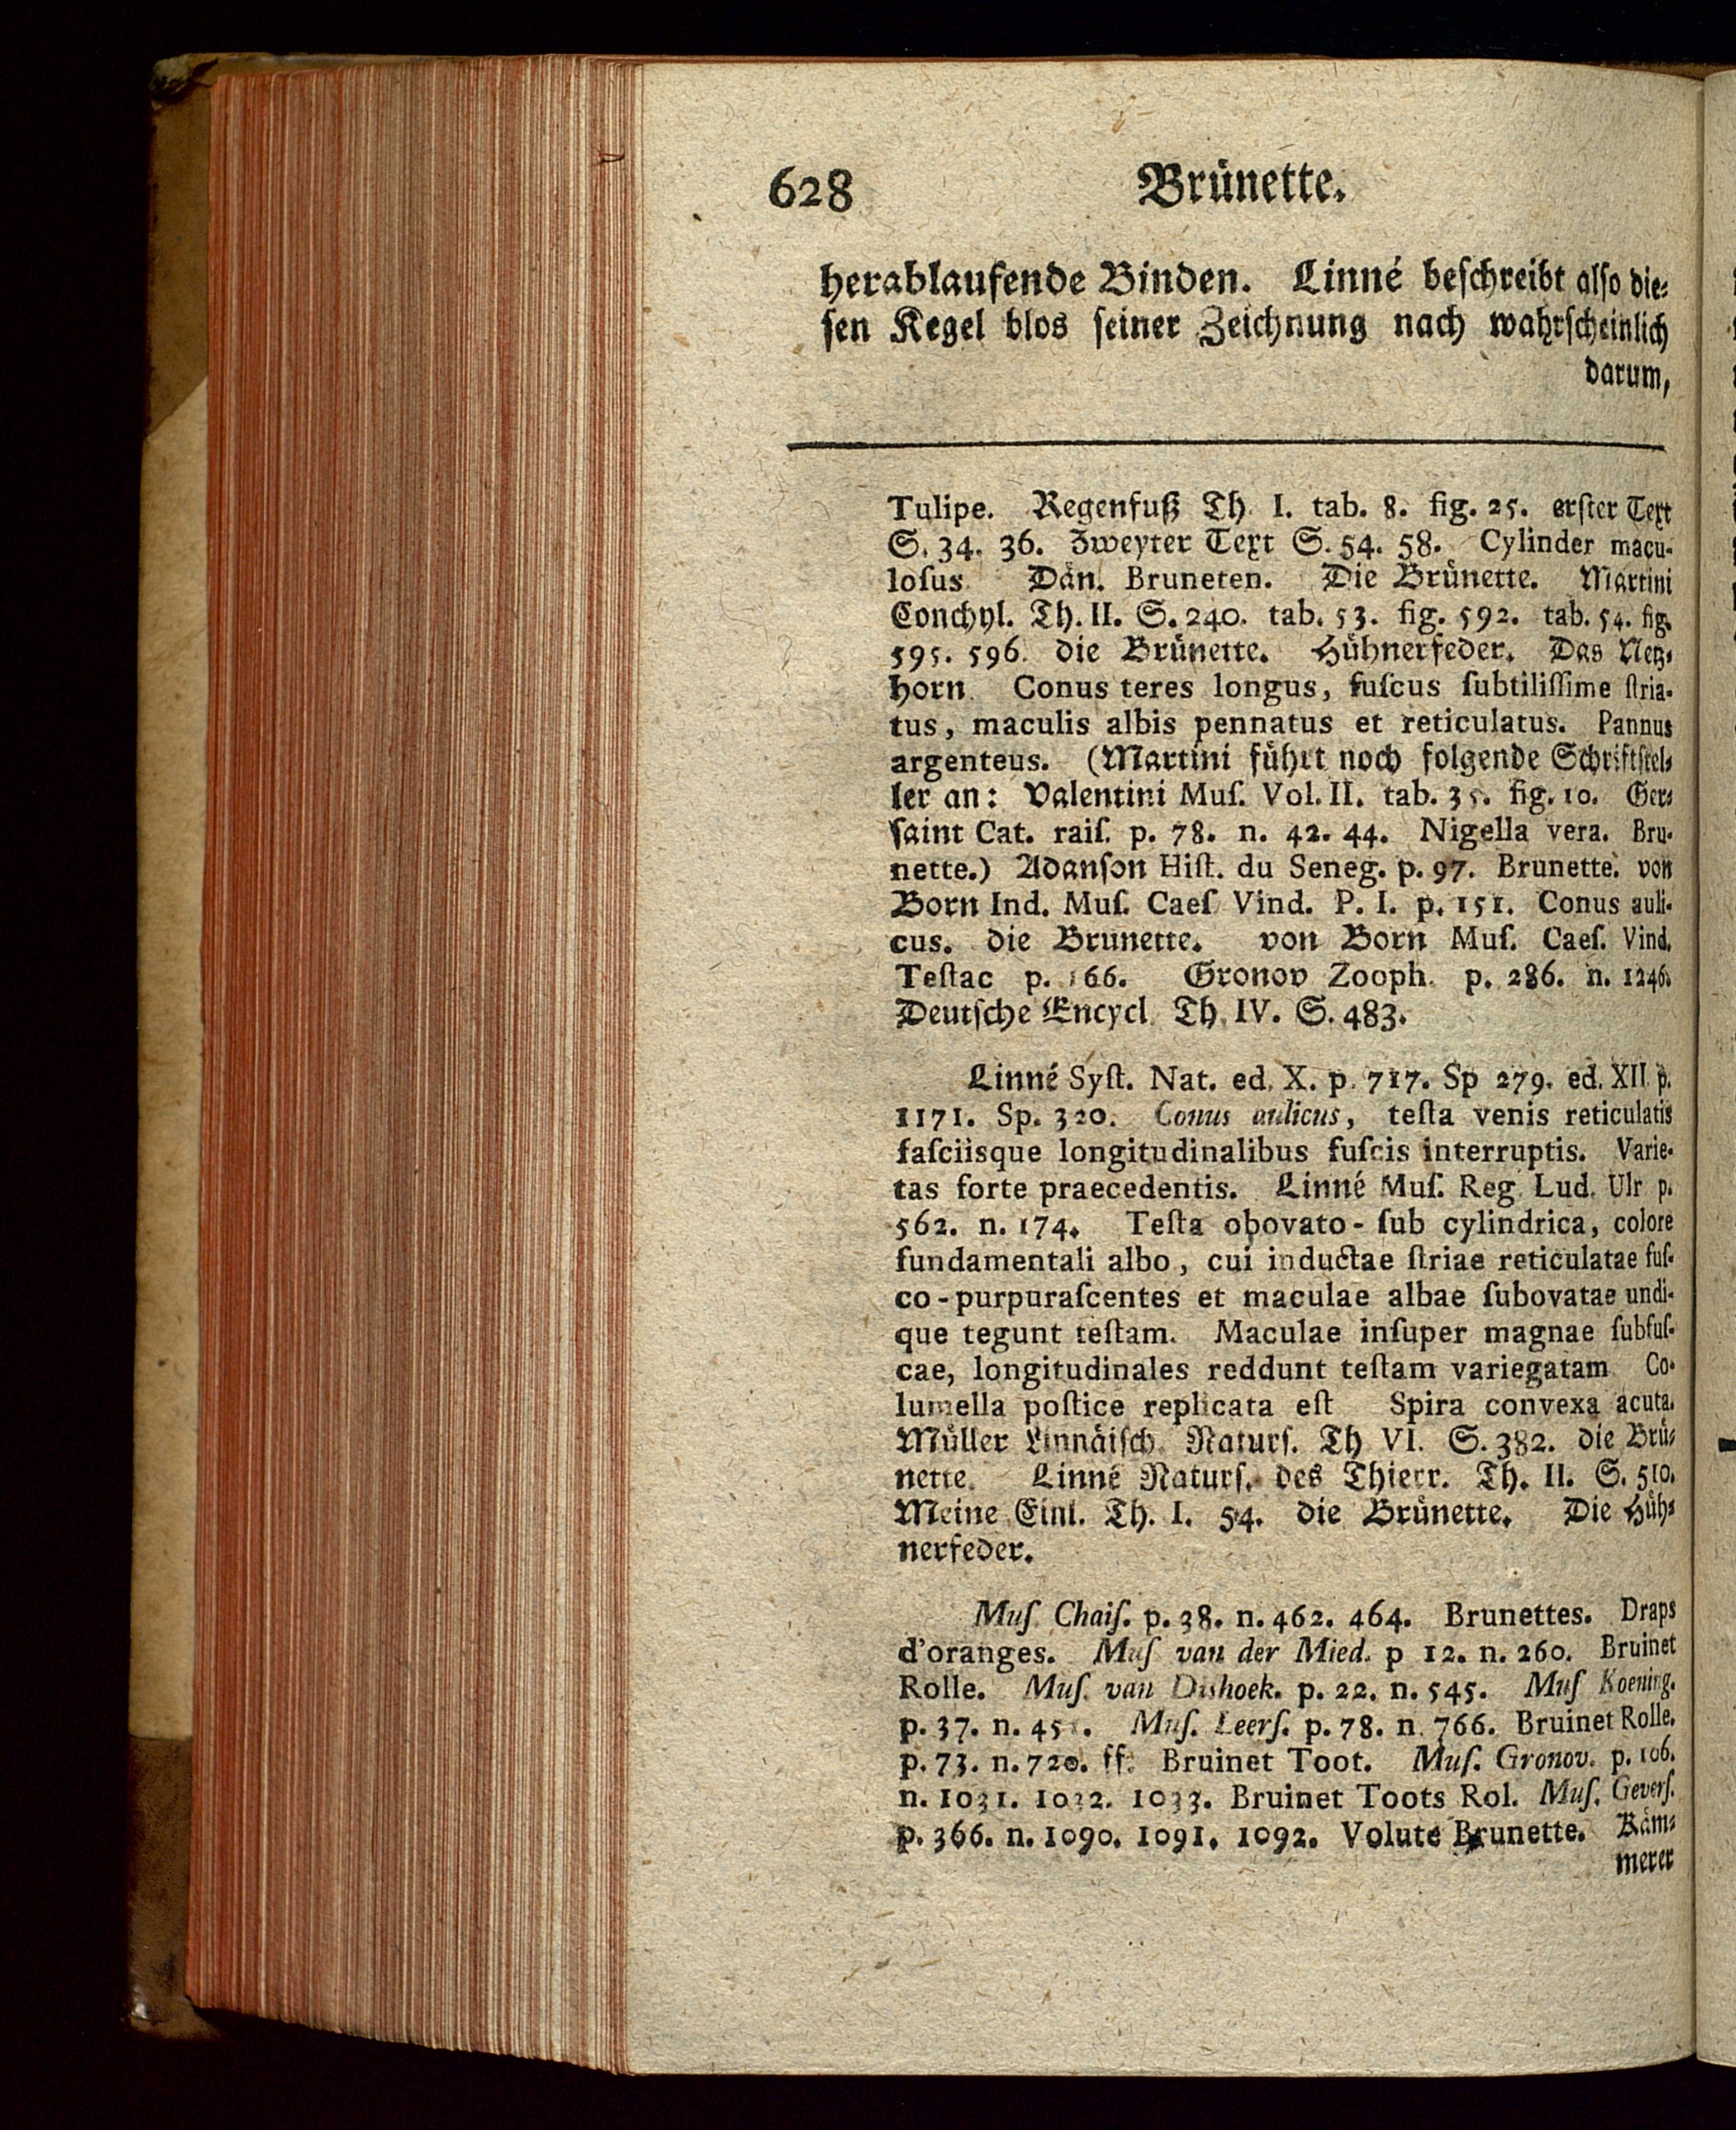 628 Brünette.
herablaufende Binden. Linné beschreibt also die-
sen Kegel blos seiner Zeichnung nach wahrscheinlich
darum,
Tulipe. Regenfuß Th. I. tab. 8. fig. 25. erster Text
S. 34. 36. Zweyter Text S. 54. 58. Cylinder macu-
loſus Dän. Bruneten. Die Brünette. Martini
Conchyl. Th. II. S. 240. tab. 53. fig. 592. tab. 54. fig.
595. 596. die Brünette. Hühnerfeder. Das Netz-
horn. Conus teres longus, fuſcus ſubtiliſſime ſtria-
tus, maculis albis pennatus et reticulatus. Pannus
argenteus. (Martini führt noch folgende Schriftstel-
ler an: Valentini Muſ. Vol. II. tab. 35. fig. 10. Ger-
saint Cat. raiſ. p. 78. n. 42. 44. Nigella vera. Bru-
nette.) Adanson Hiſt. du Seneg. p. 97. Brunette. von
Born Ind. Muſ. Caeſ Vind. P. I. p. 151. Conus auli-
cus. die Brunette. von Born Muſ. Caeſ. Vind.
Teſtac p. 166. Gronov Zooph. p. 286. n. 1246.
Deutsche Encycl. Th. IV. S. 483.
Linné Syſt. Nat. ed. X. p. 717. Sp 279. ed. XII p.
1171. Sp. 320. Conus aulicus, teſta venis reticulatis
faſciisque longitudinalibus fuſcis interruptis. Varie-
tas forte praecedentis. Linné Muſ. Reg. Lud. Ulr p.
562. n. 174. Teſta obovato-ſub cylindrica, colore
fundamentali albo, cui inductae ſtriae reticulatae fuſ-
co-purpuraſcentes et maculae albae ſubovatae undi-
que tegunt teſtam. Maculae inſuper magnae ſubfuſ-
cae, longitudinales reddunt teſtam variegatam Co-
lumella poſtice replicata eſt Spira convexa acuta.
Müller Linnäisch. Naturs. Th VI. S. 382. die Brü-
nette. Linné Naturs. des Thierr. Th. II. S. 510.
Meine Einl. Th. I. 54. die Brünette. Die Hüh-
nerfeder.
Muſ. Chaiſ. p. 38. n. 462. 464. Brunettes. Draps
d'oranges. Muſ van der Mied. p 12. n. 260. Bruinet
Rolle. Muſ. van Dishoek. p. 22. n. 545. Muſ Koening.
p. 37. n. Muſ. Leerſ. p. 78. n. 766. Bruinet Rolle.
p. 73. n. 720. ff. Bruinet Toot. Muſ. Gronov. p. 106.
n. 1031. 1032. 1033. Bruinet Toots Rol. Muſ. Geverſ.
p. 366. n. 1090. 1091. 1092. Volute Brunette. Käm-
merer